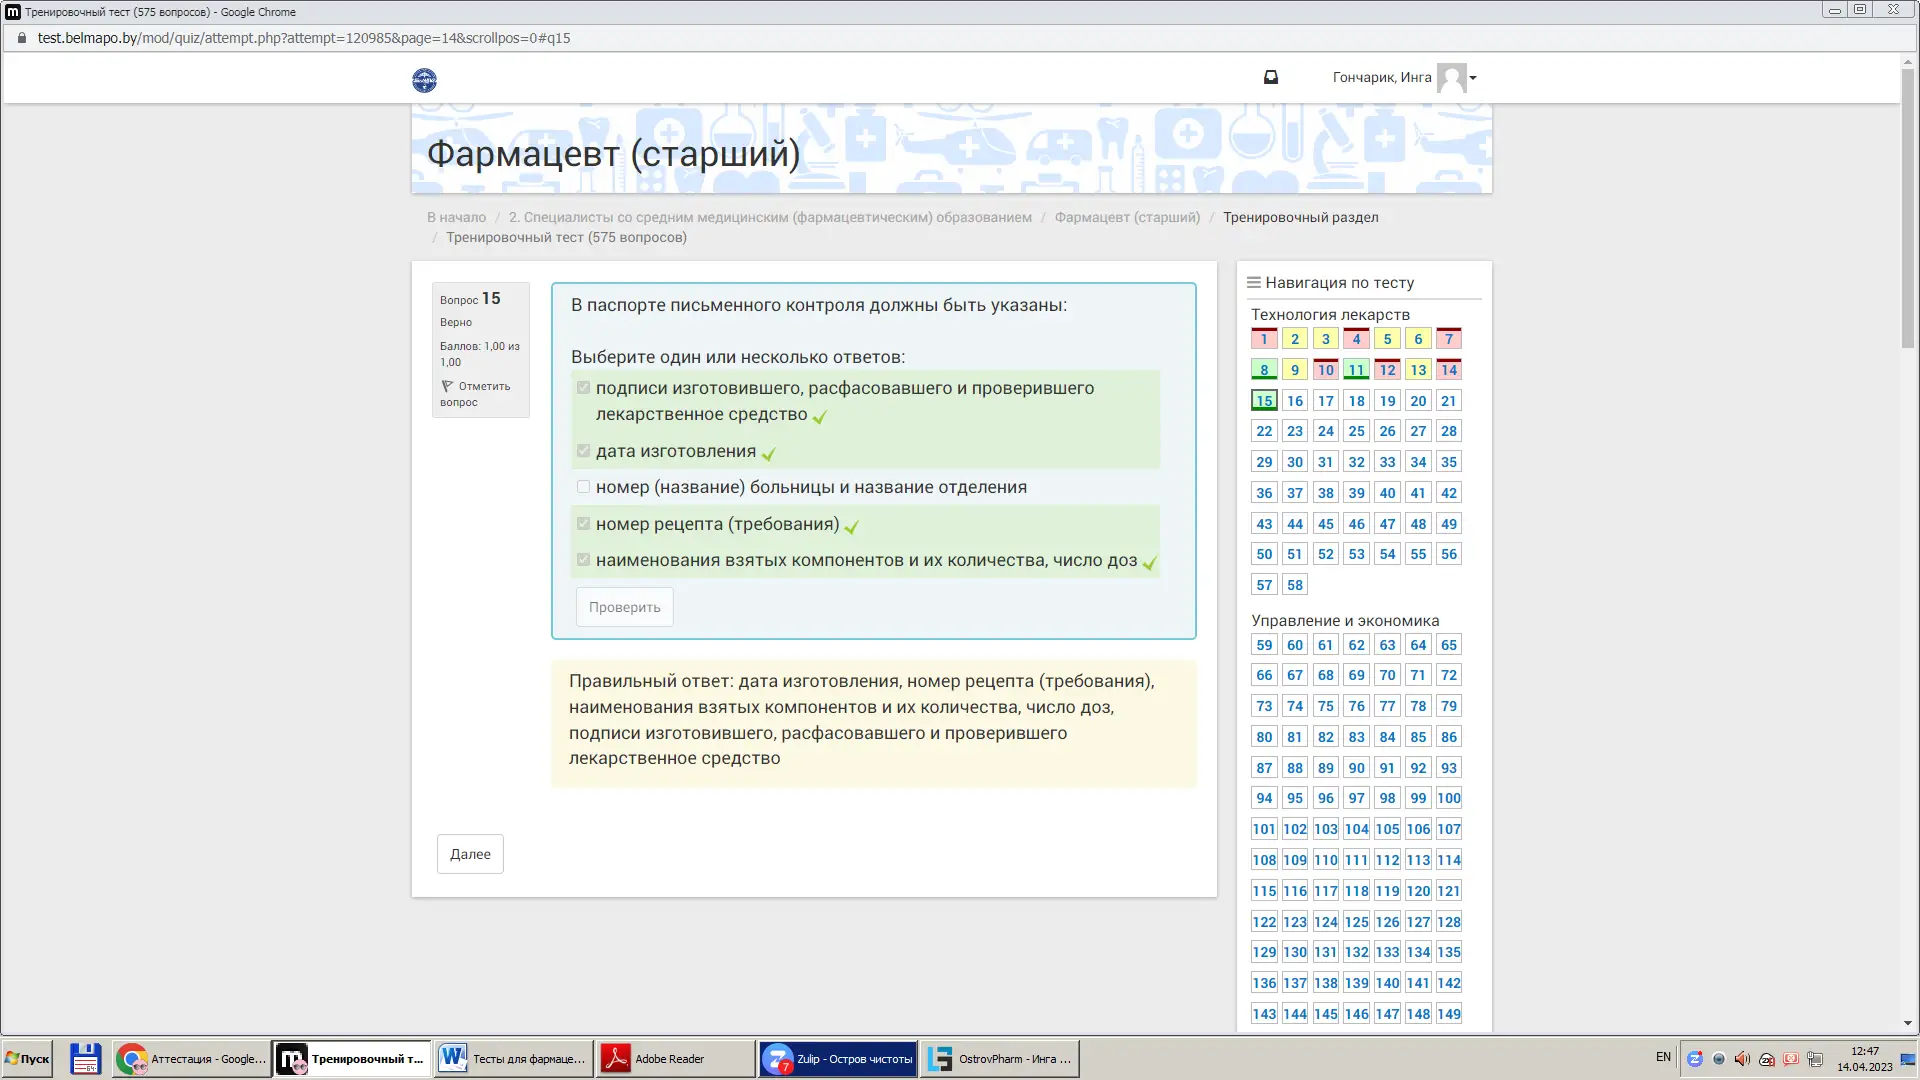 Тренировочный тест (575 вопросов) - Google Chrome
test.belmapo.by/mod/quiz/attempt.php?attempt=120985&page=14&scrollpos=0#q15
Гончарик, Инга
Фармацевт (старший)
В начало / 2. Специалисты со средним медицинским (фармацевтическим) образованием / Фармацевт (старший) / Тренировочный раздел
/ Тренировочный тест (575 вопросов)
Вопрос 15
Верно
Баллов: 1,00 из
1,00
Отметить
вопрос
В паспорте письменного контроля должны быть указаны:
Выберите один или несколько ответов:
подписи изготовившего, расфасовавшего и проверившего
лекарственное средство
дата изготовления
номер (название) больницы и название отделения
номер рецепта (требования)
наименования взятых компонентов и их количества, число доз
Проверить
Правильный ответ: дата изготовления, номер рецепта (требования),
наименования взятых компонентов и их количества, число доз,
подписи изготовившего, расфасовавшего и проверившего
лекарственное средство
Далее
Навигация по тесту
Технология лекарств
1 2 3 4 5 6 7
8 9 10 11 12 13 14
15 16 17 18 19 20 21
22 23 24 25 26 27 28
29 30 31 32 33 34 35
36 37 38 39 40 41 42
43 44 45 46 47 48 49
50 51 52 53 54 55 56
57 58
Управление и экономика
59 60 61 62 63 64 65
66 67 68 69 70 71 72
73 74 75 76 77 78 79
80 81 82 83 84 85 86
87 88 89 90 91 92 93
94 95 96 97 98 99 100
101 102 103 104 105 106 107
108 109 110 111 112 113 114
115 116 117 118 119 120 121
122 123 124 125 126 127 128
129 130 131 132 133 134 135
136 137 138 139 140 141 142
143 144 145 146 147 148 149
Пуск
Аттестация - Google...
Тренировочный т...
Тесты для фармаце...
Adobe Reader
7
Zulip - Остров чистоты
OstrovPharm - Инга ...
EN
12:47
14.04.2023